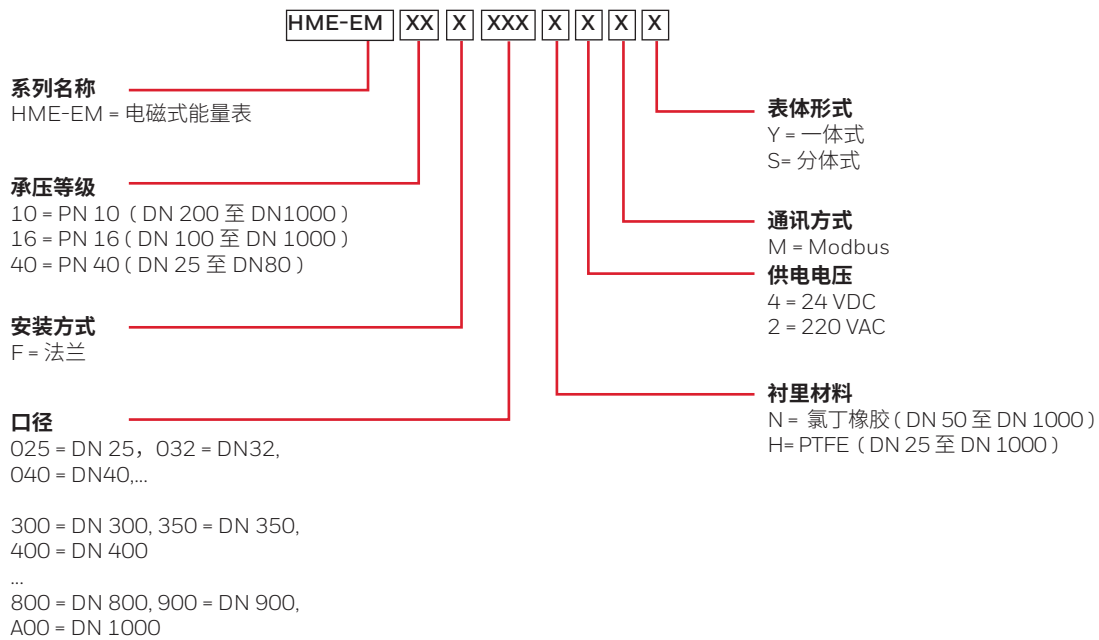 HME-EM XX X XXX X X X X
系列名称
HME-EM = 电磁式能量表
承压等级
10 = PN 10（DN 200 至 DN1000）
16 = PN 16 ( DN 100 至 DN 1000）
40 = PN 40 ( DN 25 至 DN80）
安装方式
F = 法兰
口径
025 = DN 25，032 = DN32,
040 = DN40,...
300 = DN 300, 350 = DN 350,
400 = DN 400
...
800 = DN 800, 900 = DN 900,
A00 = DN 1000
表体形式
Y = 一体式
S= 分体式
通讯方式
M = Modbus
供电电压
4 = 24 VDC
2 = 220 VAC
衬里材料
N = 氯丁橡胶 ( DN 50 至 DN 1000）
H= PTFE（DN 25 至 DN 1000）